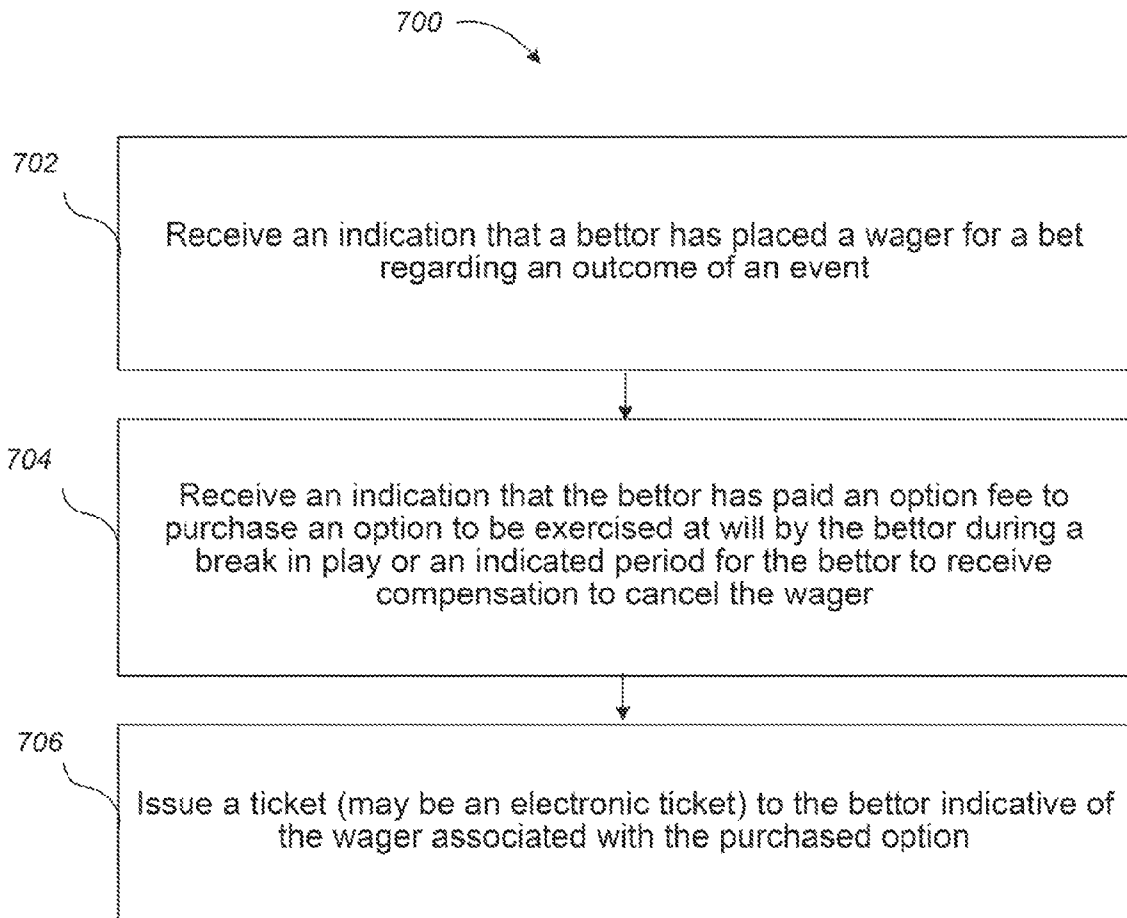 700
702
Receive an indication that a bettor has placed a wager for a bet
regarding an outcome of an event
704
Receive an indication that the bettor has paid an option fee to
purchase an option to be exercised at will by the bettor during a
break in play or an indicated period for the bettor to receive
compensation to cancel the wager
706
Issue a ticket (may be an electronic ticket) to the bettor indicative of
the wager associated with the purchased option